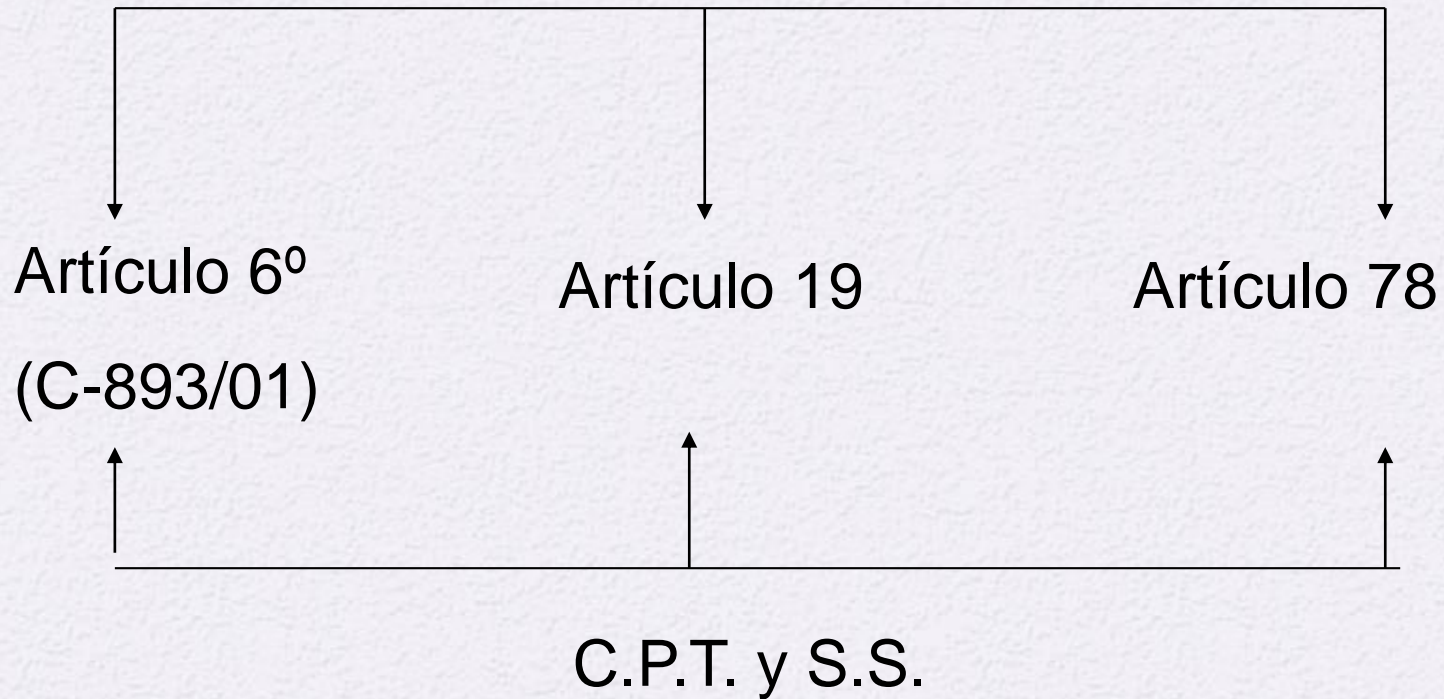 Artículo 6º
Artículo 19
Artículo 78
(C-893/01)
C.P.T. y S.S.